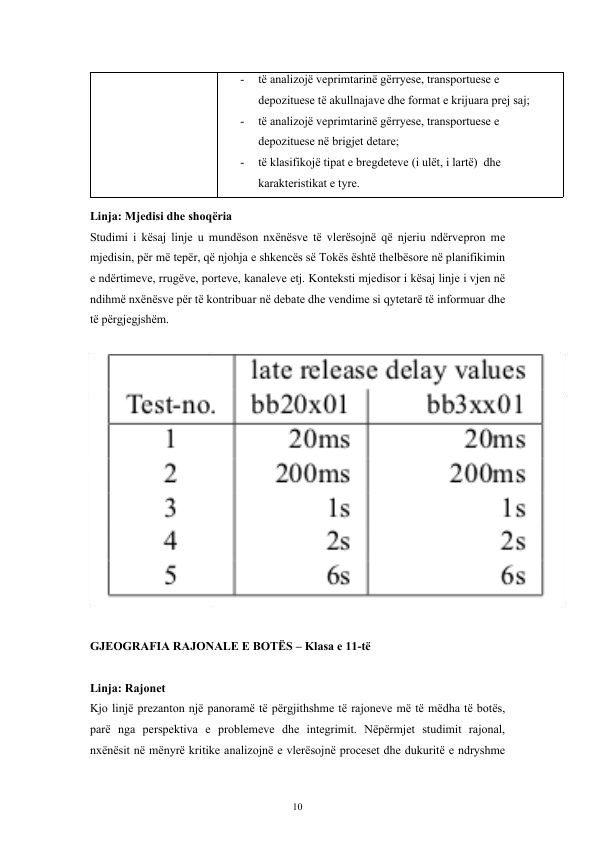 - të analizojë veprimtarinë gërryese, transportuese e
depozituese të akullnajave dhe format e krijuara prej saj;
- të analizojë veprimtarinë gërryese, transportuese e
depozituese në brigjet detare;
- të klasifikojë tipat e bregdeteve (i ulët, i lartë) dhe
karakteristikat e tyre.
Linja: Mjedisi dhe shoqëria
Studimi i kësaj linje u mundëson nxënësve të vlerësojnë që njeriu ndërvepron me
mjedisin, për më tepër, që njohja e shkencës së Tokës është thelbësore në planifikimin
e ndërtimeve, rrugëve, porteve, kanaleve etj. Konteksti mjedisor i kësaj linje i vjen në
ndihmë nxënësve për të kontribuar në debate dhe vendime si qytetarë të informuar dhe
të përgjegjshëm.
late release delay values
Test-no. bb20x01 bb3xx01
1 20ms 20ms
2 200ms 200ms
3 1s 1s
4 2s 2s
5 6s 6s
GJEOGRAFIA RAJONALE E BOTËS – Klasa e 11-të
Linja: Rajonet
Kjo linjë prezanton një panoramë të përgjithshme të rajoneve më të mëdha të botës,
parë nga perspektiva e problemeve dhe integrimit. Nëpërmjet studimit rajonal,
nxënësit në mënyrë kritike analizojnë e vlerësojnë proceset dhe dukuritë e ndryshme
10